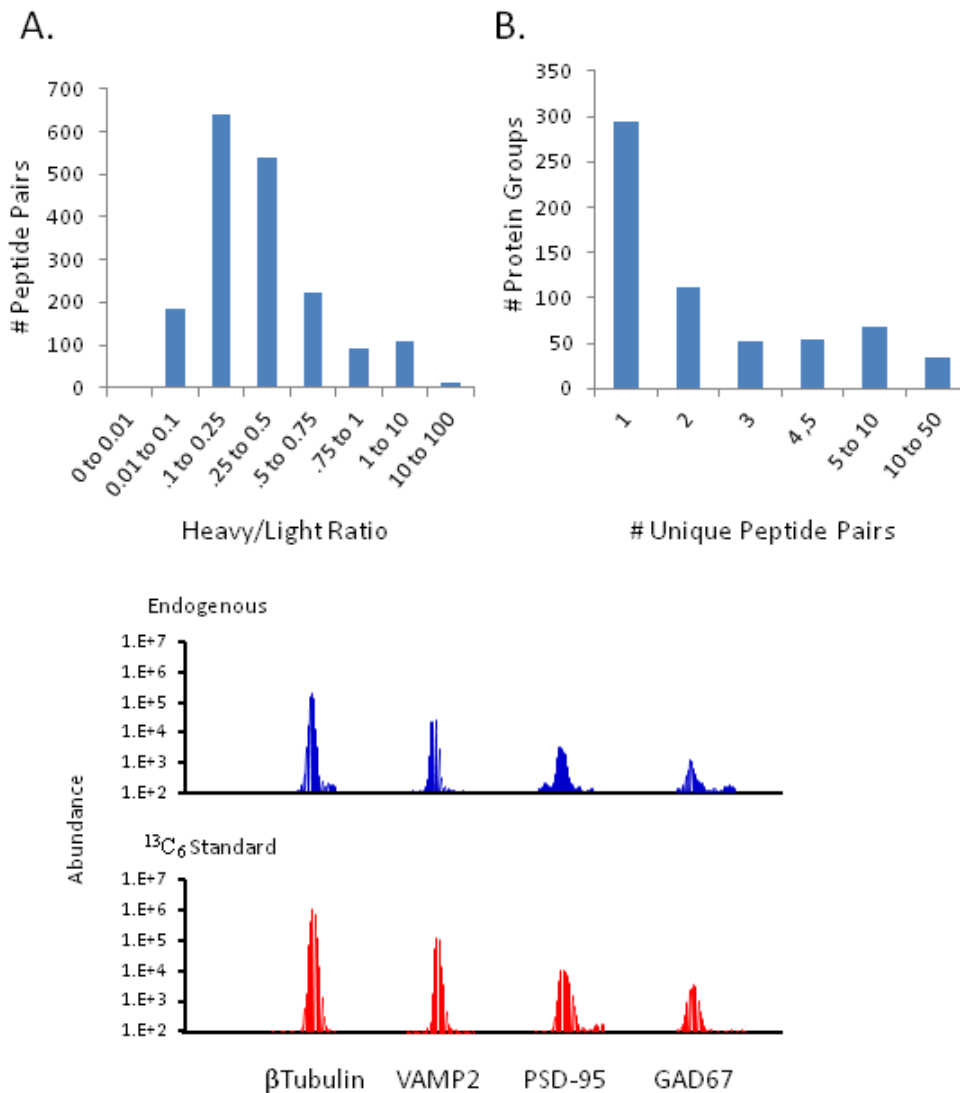 A.
# Peptide Pairs
700
600
500
400
300
200
100
0
0 to 0.01
0.01 to 0.1
.1 to 0.25
.25 to 0.5
.5 to 0.75
.75 to 1
1 to 10
10 to 100
Heavy/Light Ratio
B.
# Protein Groups
350
300
250
200
150
100
50
0
1
2
3
4 ,5
5 to 10
10 to 50
# Unique Peptide Pairs
Abundance
Endogenous
1.E+7
1.E+6
1.E+5
1.E+4
1.E+3
1.E+2
¹³C₆ Standard
1.E+7
1.E+6
1.E+5
1.E+4
1.E+3
1.E+2
βTubulin VAMP2 PSD-95 GAD67